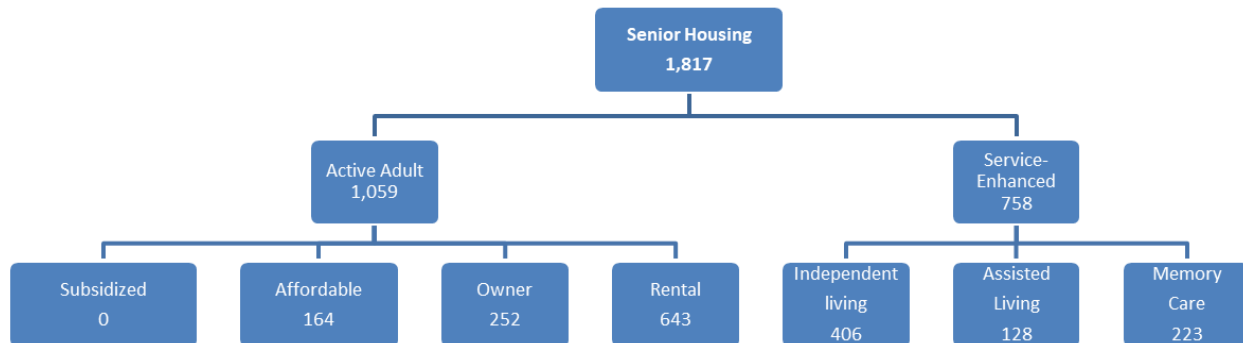 Senior Housing
1,817
Active Adult
1,059
Service-
Enhanced
758
Subsidized
0
Affordable
164
Owner
252
Rental
643
Independent
living
406
Assisted
Living
128
Memory
Care
223